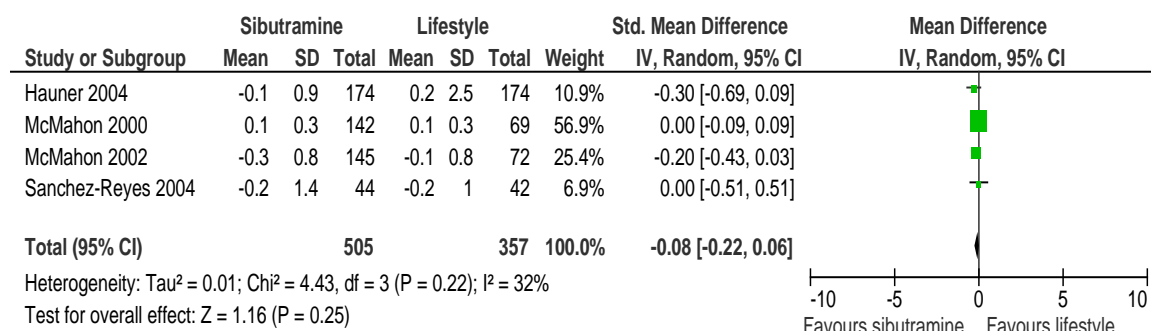 Sibutramine Lifestyle Std. Mean Difference Mean Difference
Study or Subgroup Mean SD Total Mean SD Total Weight IV, Random, 95% CI IV, Random, 95% CI
Hauner 2004 -0.1 0.9 174 0.2 2.5 174 10.9% -0.30 [-0.69, 0.09]
McMahon 2000 0.1 0.3 142 0.1 0.3 69 56.9% 0.00 [-0.09, 0.09]
McMahon 2002 -0.3 0.8 145 -0.1 0.8 72 25.4% -0.20 [-0.43, 0.03]
Sanchez-Reyes 2004 -0.2 1.4 44 -0.2 1 42 6.9% 0.00 [-0.51, 0.51]
Total (95% CI) 505 357 100.0% -0.08 [-0.22, 0.06]
Heterogeneity: Tau² = 0.01; Chi² = 4.43, df = 3 (P = 0.22); I² = 32%
Test for overall effect: Z = 1.16 (P = 0.25)
-10 -5 0 5 10
Favours sibutramine Favours lifestyle